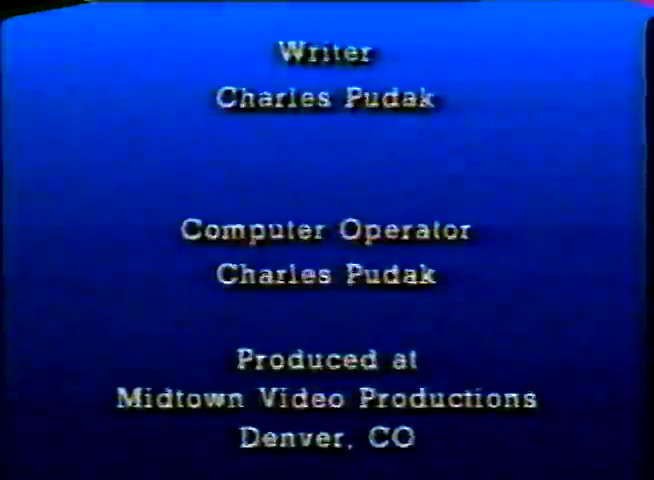 Writer
Charles Pudak
Computer Operator
Charles Pudak
Produced at
Midtown Video Productions
Denver, CO